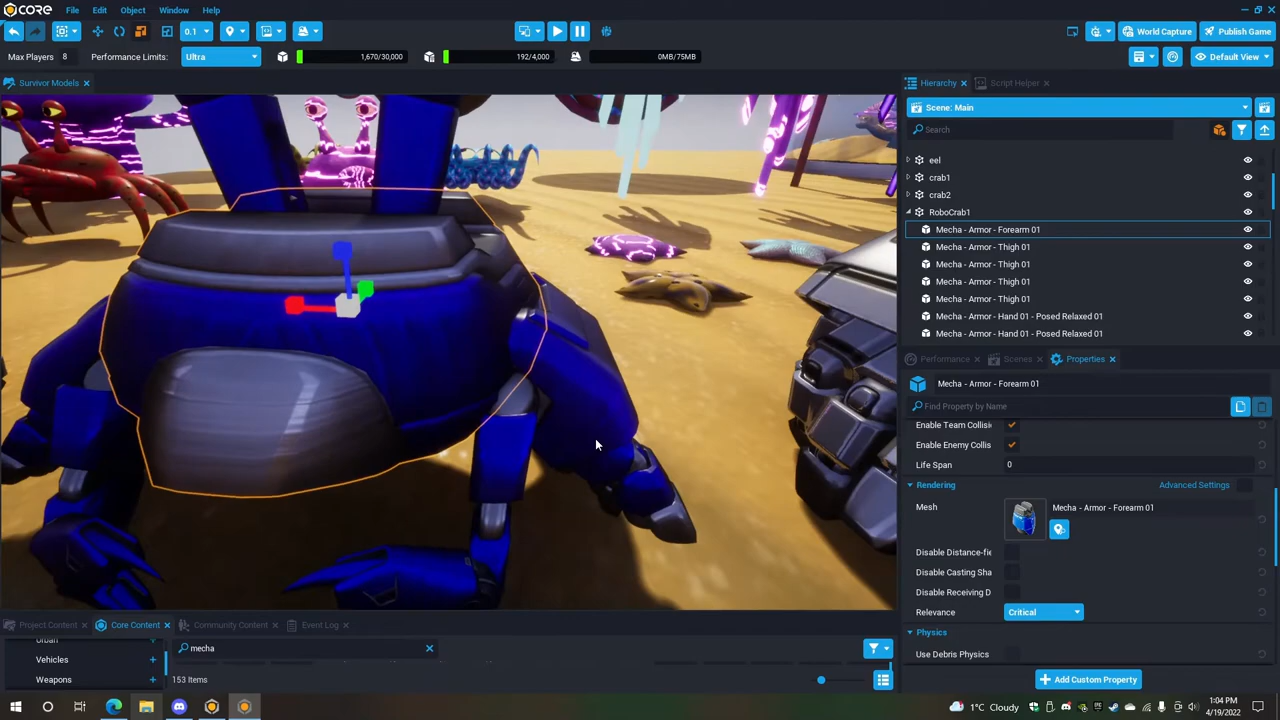 CORE File Edit Object Window Help
0.1 World Capture Publish Game
Max Players 8 Performance Limits: Ultra 1,670/30,000 192/4,000 0MB/75MB Default View
Survivor Models Hierarchy Script Helper
Scene: Main
Search
eel
crab1
crab2
RoboCrab1
Mecha - Armor - Forearm 01
Mecha - Armor - Thigh 01
Mecha - Armor - Thigh 01
Mecha - Armor - Thigh 01
Mecha - Armor - Thigh 01
Mecha - Armor - Hand 01 - Posed Relaxed 01
Mecha - Armor - Hand 01 - Posed Relaxed 01
Performance Scenes Properties
Mecha - Armor - Forearm 01
Find Property by Name
Enable Team Collisi
Enable Enemy Collis
Life Span 0
Rendering Advanced Settings
Mesh Mecha - Armor - Forearm 01
Disable Distance-fie
Disable Casting Sha
Disable Receiving D
Relevance Critical
Physics
Use Debris Physics
Add Custom Property
Project Content Core Content Community Content Event Log
Urban
Vehicles
Weapons
mecha
153 Items
1°C Cloudy 1:04 PM
4/19/2022